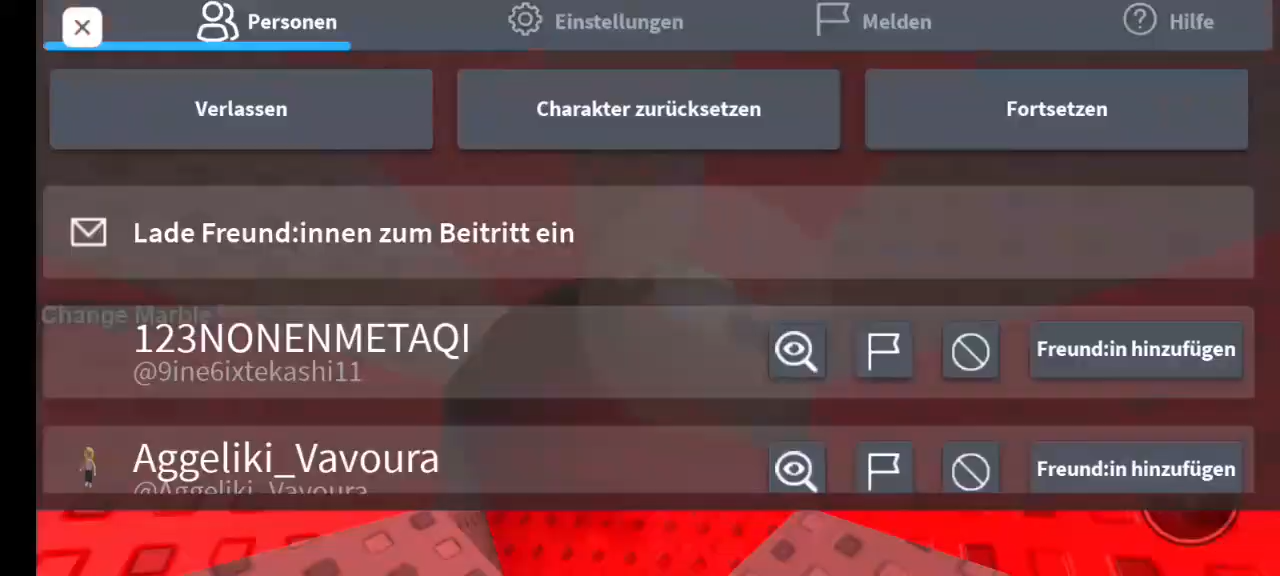 Personen
Einstellungen
Melden
Hilfe
Verlassen
Charakter zurücksetzen
Fortsetzen
Lade Freund:innen zum Beitritt ein
Change Marble
123NONENMETAQI
@9ine6ixtekashi11
Freund:in hinzufügen
Aggeliki_Vavoura
@Aggeliki_Vavoura
Freund:in hinzufügen